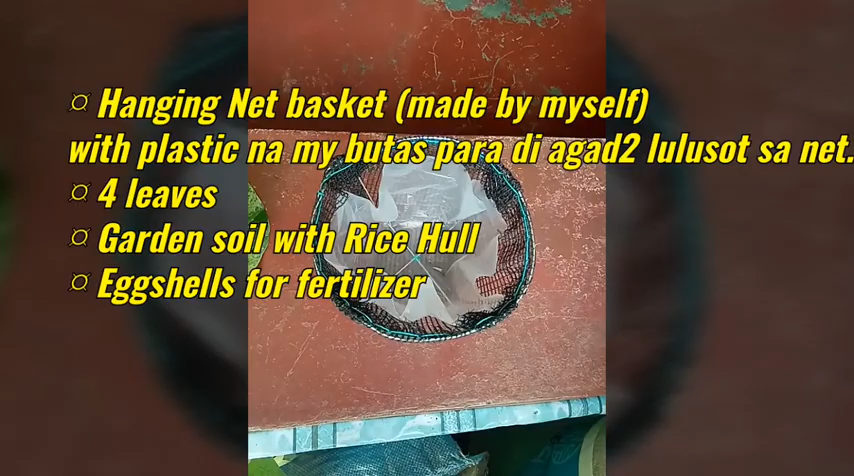 ¤ Hanging Net basket (made by myself)
with plastic na my butas para di agad2 lulusot sa net.
¤ 4 leaves
¤ Garden soil with Rice Hull
¤ Eggshells for fertilizer